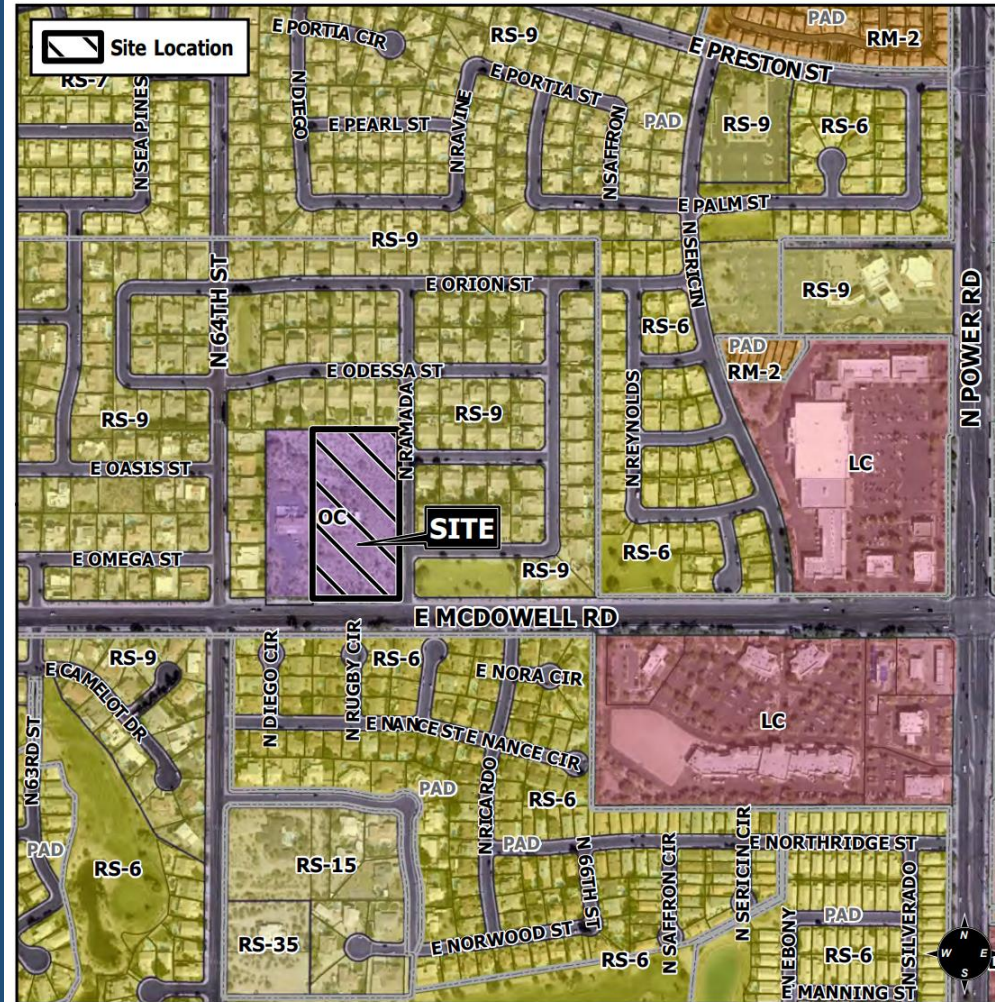 Site Location
E PORTIA CIR
RS-9
PAD
RM-2
E PRESTON ST
RS-7
N SEA PINES
N DIEGO
E PEARL ST
N RAVINE
E PORTIA ST
N SAFFRON
PAD
RS-9
RS-6
E PALM ST
RS-9
N 64TH ST
E ORION ST
N SERICIN
RS-9
N POWER RD
RS-6
PAD
RM-2
E ODESSA ST
N RAMADA
RS-9
RS-9
N REYNOLDS
LC
E OASIS ST
OC
SITE
E OMEGA ST
RS-9
RS-6
E MCDOWELL RD
RS-9
E CAMELOT DR
N DIEGO CIR
N RUGBY CIR
RS-6
E NORA CIR
LC
N 63RD ST
E NANCE ST
E NANCE CIR
PAD
N RICARDO
RS-6
PAD
RS-6
RS-15
PAD
N 66TH ST
N SAFFRON CIR
N SERICIN CIR
E NORTHRIDGE ST
RS-35
E NORWOOD ST
RS-6
N EBONY
PAD
RS-6
N SILVERADO
E MANNING ST
N
W
E
S